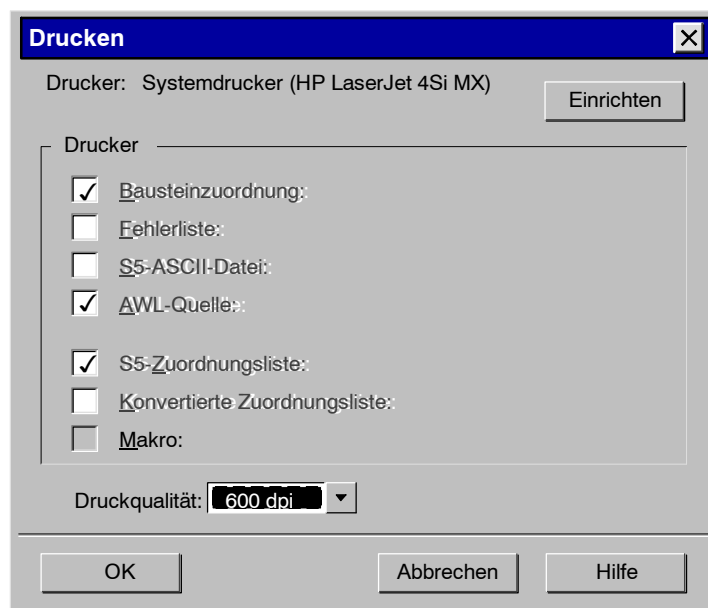 Drucken
Drucker: Systemdrucker (HP LaserJet 4Si MX)
Einrichten
Drucker
Bausteinzuordnung:
Fehlerliste:
S5-ASCII-Datei:
AWL-Quelle:
S5-Zuordnungsliste:
Konvertierte Zuordnungsliste:
Makro:
Druckqualität: 600 dpi
OK Abbrechen Hilfe